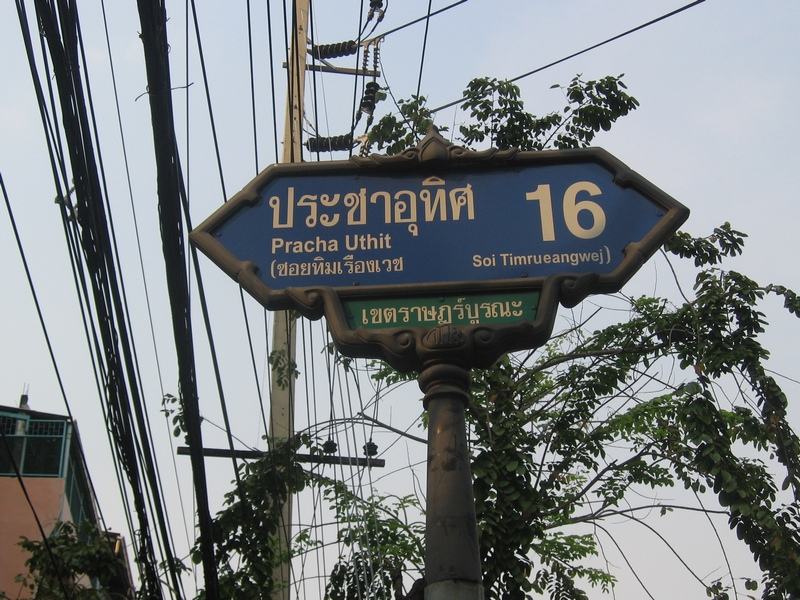 ประชาอุทิศ 16
Pracha Uthit
(ซอยทิมเรืองเวช Soi Timrueangwej)
เขตราษฎร์บูรณะ